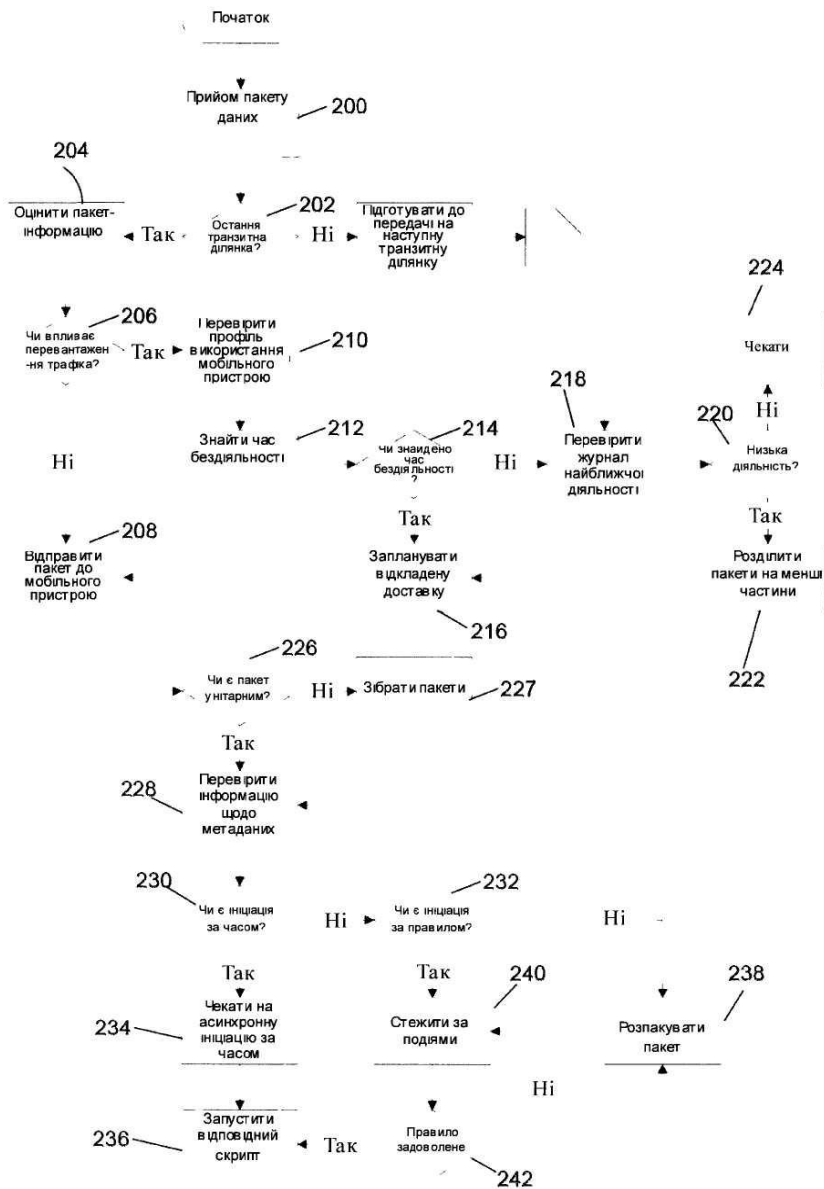 Початок
Прийом пакету
даних
200
204
Оцінити пакет-
інформацію
Так
Остання
транзитна
ділянка?
202
Ні
Підготувати до
передачі на
наступну
транзитну
ділянку
224
Чекати
Ні
Чи впливає
перевантажен
-ня трафка?
206
Так
Перевірити
профіль
використання
мобільного
пристрою
210
Знайти час
бездіяльності
212
Чи знайдено
час
бездіяльності
?
214
Ні
218
Перевірити
журнал
найближчої
діяльності
220
Низька
діяльність?
Ні
Так
Так
208
Відправити
пакет до
мобільного
пристрою
Запланувати
відкладену
доставку
216
Розділити
пакети на менші
частини
222
226
Чи є пакет
унітарним?
Ні
Зібрати пакети
227
Так
228
Перевірити
інформацію
щодо
метаданих
230
Чи є ініціація
за часом?
Ні
232
Чи є ініціація
за правилом?
Ні
Так
Так
240
238
234
Чекати на
асинхронну
ініціацію за
часом
Стежити за
подіями
Розпакувати
пакет
Ні
236
Запустити
відповідний
скрипт
Так
Правило
задоволене
242